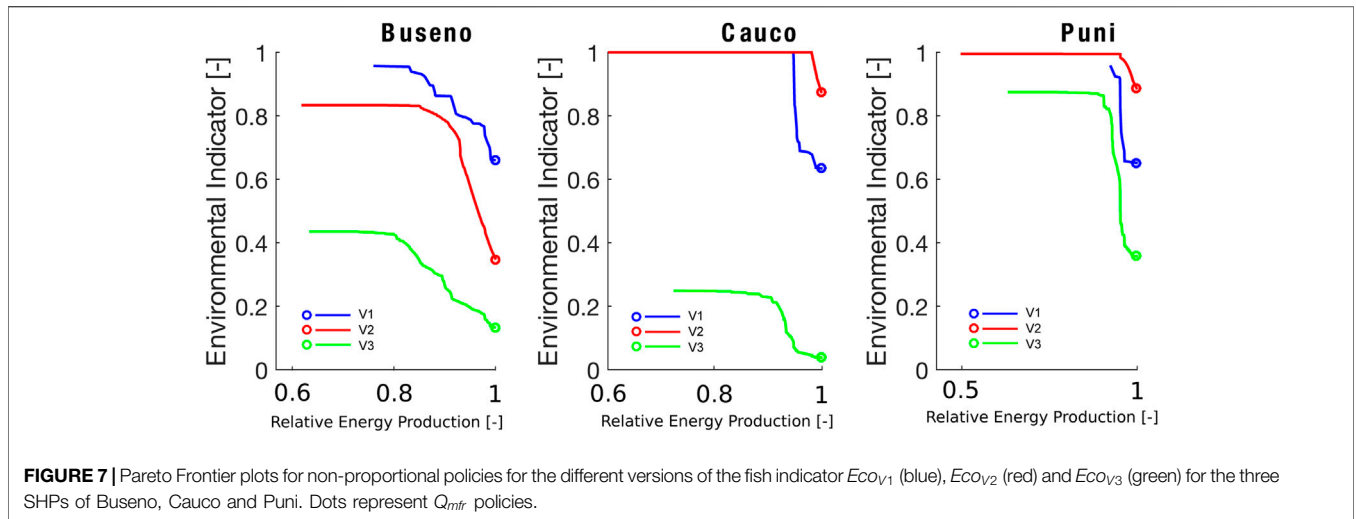 Buseno
Environmental Indicator [-]
1
0.8
0.6
0.4
0.2
0
V1
V2
V3
0.6
0.8
1
Relative Energy Production [-]
Cauco
Environmental Indicator [-]
1
0.8
0.6
0.4
0.2
0
V1
V2
V3
0.6
0.8
1
Relative Energy Production [-]
Puni
Environmental Indicator [-]
1
0.8
0.6
0.4
0.2
0
V1
V2
V3
0.5
1
Relative Energy Production [-]
FIGURE 7 | Pareto Frontier plots for non-proportional policies for the different versions of the fish indicator EcoV1 (blue), EcoV2 (red) and EcoV3 (green) for the three
SHPs of Buseno, Cauco and Puni. Dots represent Qmfr policies.